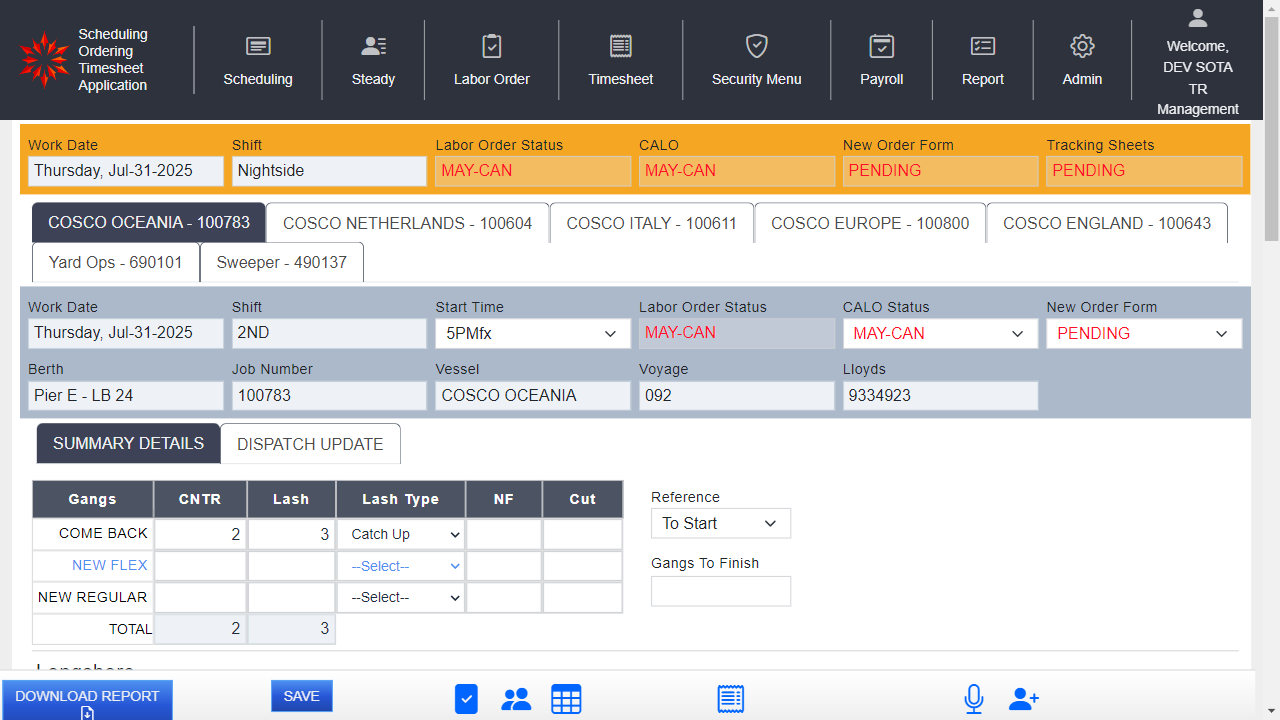 Scheduling
Ordering
Timesheet
Application
Scheduling
Steady
Labor Order
Timesheet
Security Menu
Payroll
Report
Admin
Welcome,
DEV SOTA
TR
Management
Work Date Shift Labor Order Status CALO New Order Form Tracking Sheets
Thursday, Jul-31-2025 Nightside MAY-CAN MAY-CAN PENDING PENDING
COSCO OCEANIA - 100783 COSCO NETHERLANDS - 100604 COSCO ITALY - 100611 COSCO EUROPE - 100800 COSCO ENGLAND - 100643
Yard Ops - 690101 Sweeper - 490137
Work Date Shift Start Time Labor Order Status CALO Status New Order Form
Thursday, Jul-31-2025 2ND 5PMfx MAY-CAN MAY-CAN PENDING
Berth Job Number Vessel Voyage Lloyds
Pier E - LB 24 100783 COSCO OCEANIA 092 9334923
SUMMARY DETAILS DISPATCH UPDATE
Gangs CNTR Lash Lash Type NF Cut
COME BACK 2 3 Catch Up
NEW FLEX --Select--
NEW REGULAR --Select--
TOTAL 2 3
Reference
To Start
Gangs To Finish
DOWNLOAD REPORT SAVE